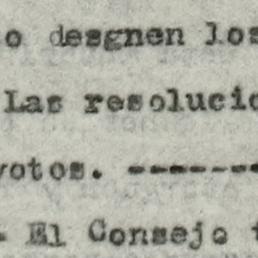 o desgnen los
Las resolucio
votos. --------
- El Consejo